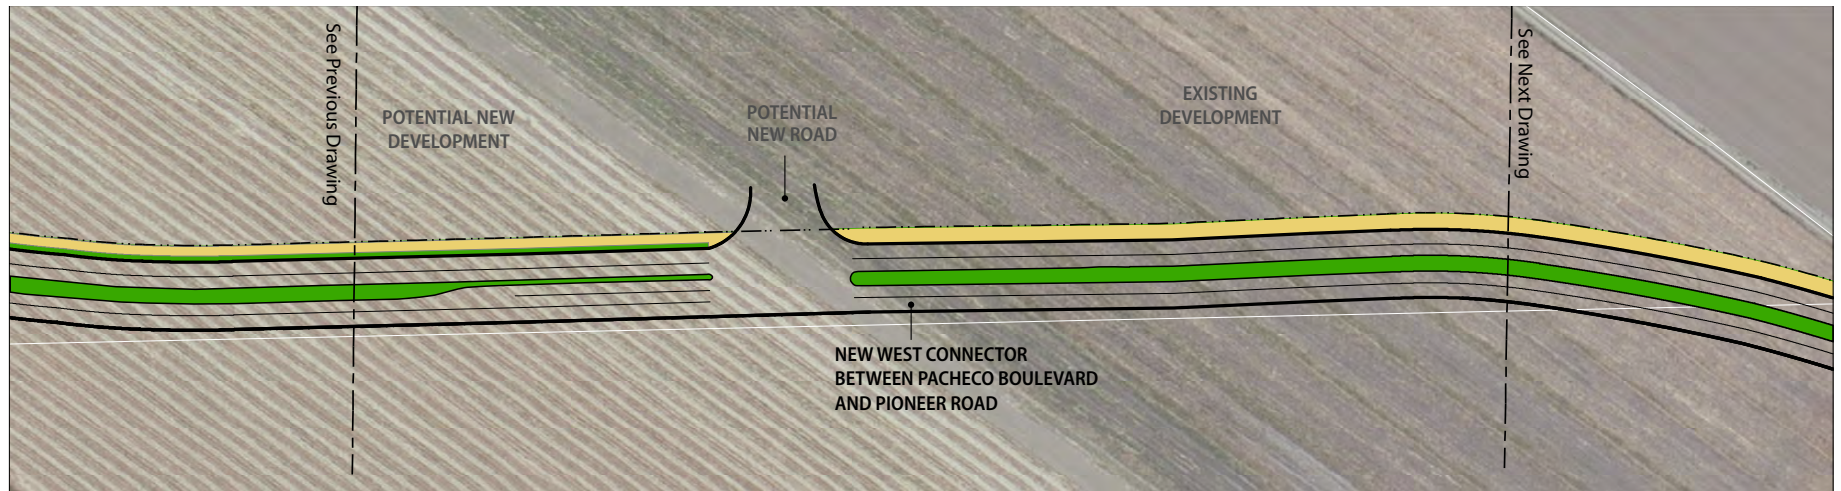 See Previous Drawing
POTENTIAL NEW
DEVELOPMENT
POTENTIAL
NEW ROAD
EXISTING
DEVELOPMENT
See Next Drawing
NEW WEST CONNECTOR
BETWEEN PACHECO BOULEVARD
AND PIONEER ROAD